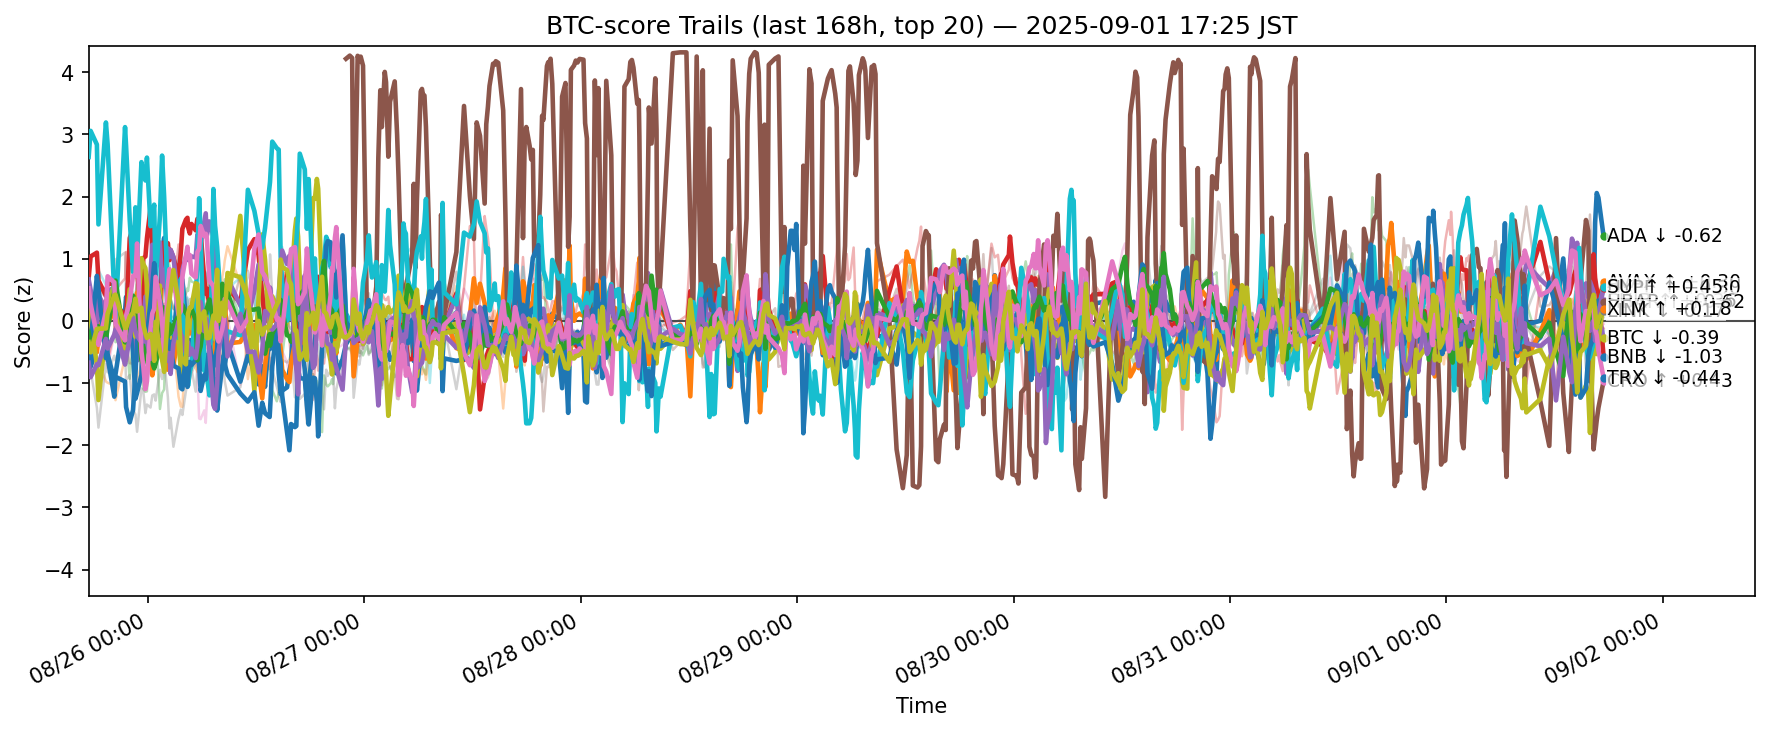 BTC-score Trails (last 168h, top 20) — 2025-09-01 17:25 JST
Score (z)
4
3
2
1
0
−1
−2
−3
−4
ADA ↓ -0.62
SUI ↑ +0.45
XLM ↑ +0.18
BTC ↓ -0.39
BNB ↓ -1.03
TRX ↓ -0.44
08/26 00:00
08/27 00:00
08/28 00:00
08/29 00:00
08/30 00:00
08/31 00:00
09/01 00:00
09/02 00:00
Time